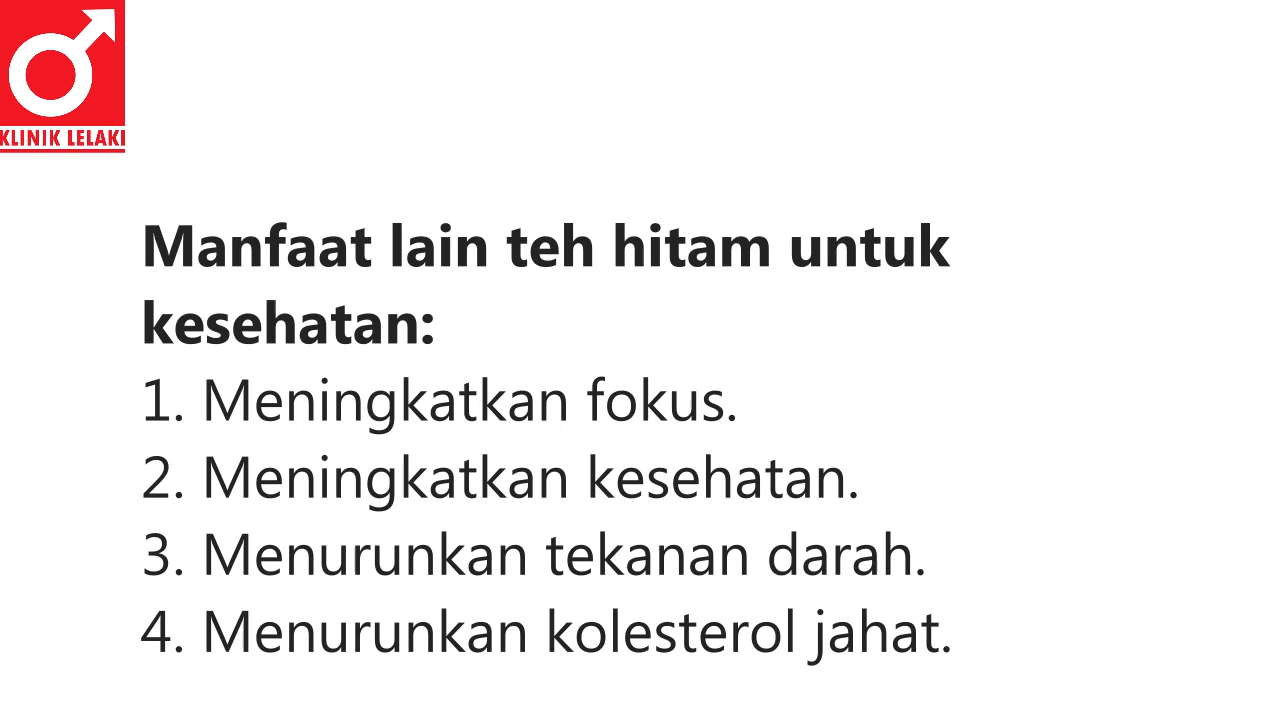 KLINIK LELAKI
Manfaat lain teh hitam untuk
kesehatan:
1. Meningkatkan fokus.
2. Meningkatkan kesehatan.
3. Menurunkan tekanan darah.
4. Menurunkan kolesterol jahat.